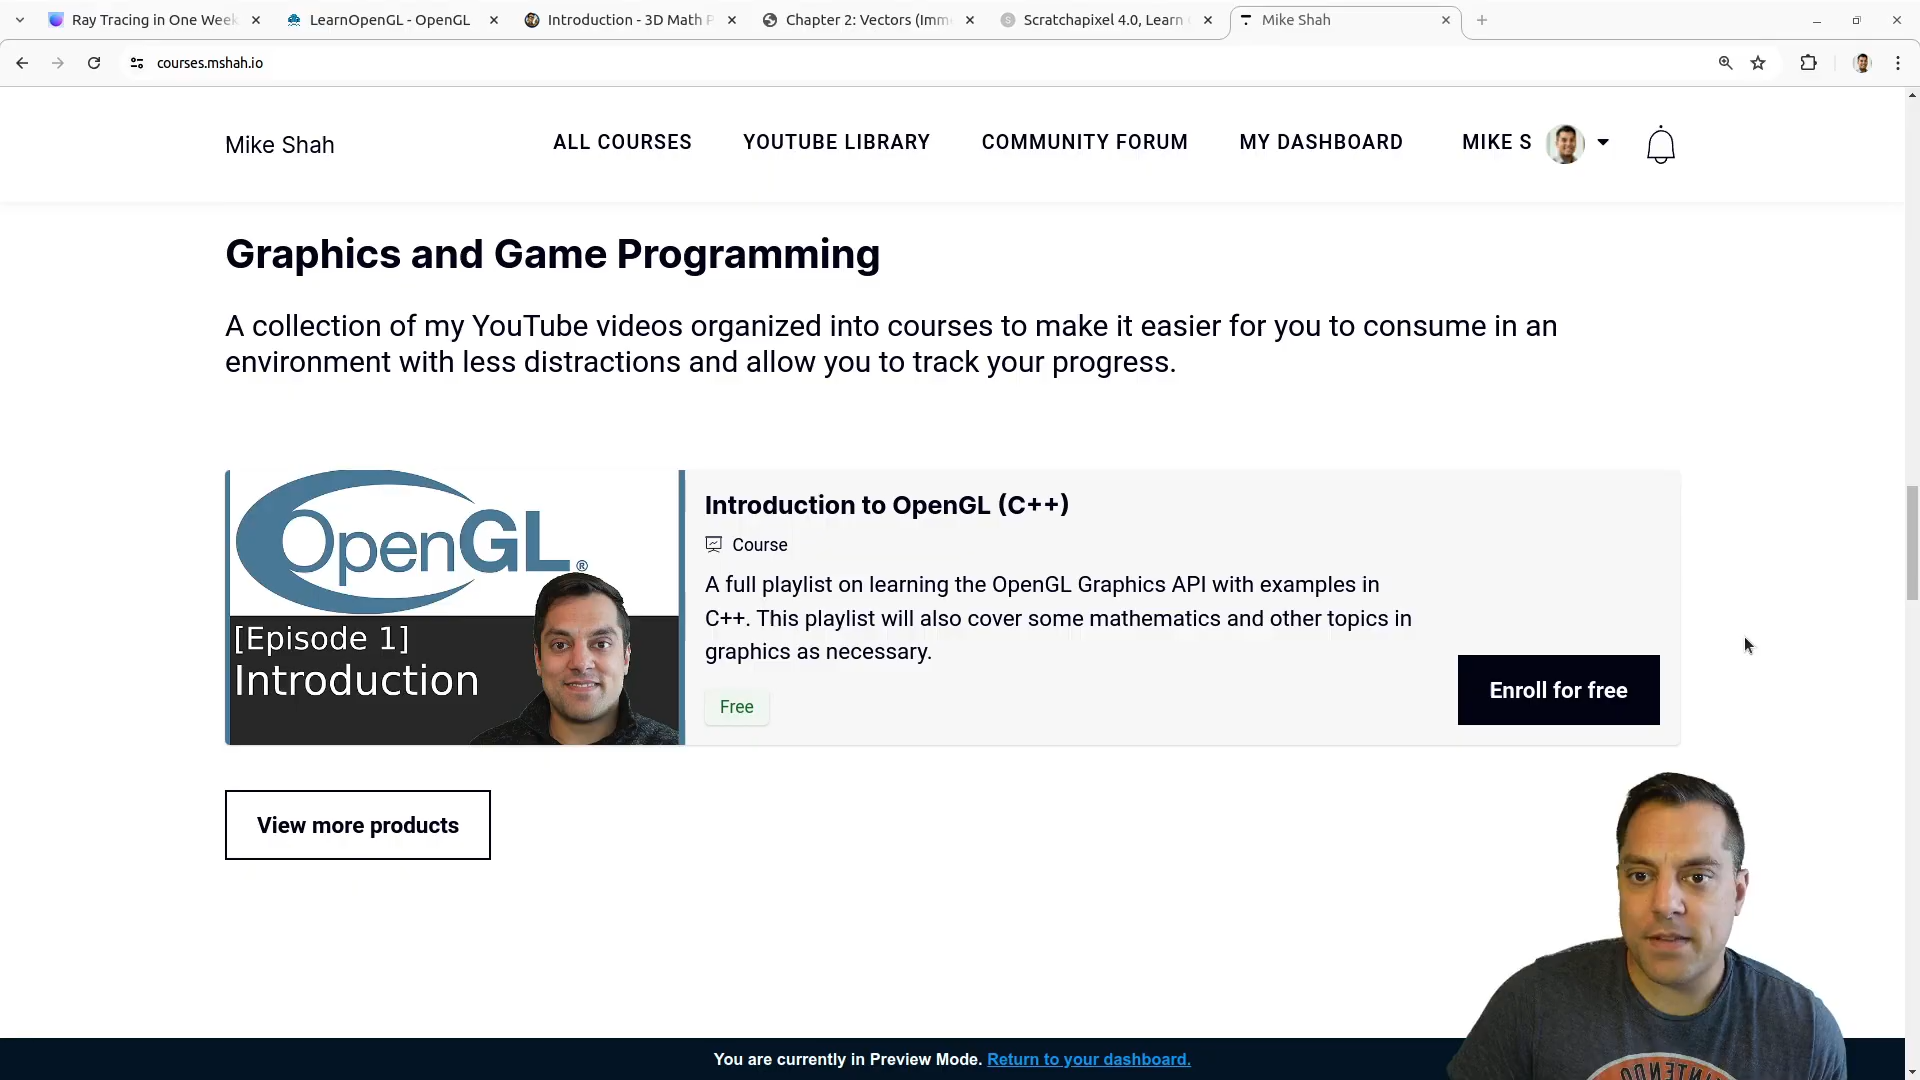 Ray Tracing in One Week
LearnOpenGL - OpenGL
Introduction - 3D Math P
Chapter 2: Vectors (Imme
Scratchapixel 4.0, Learn
Mike Shah
courses.mshah.io
Mike Shah
ALL COURSES
YOUTUBE LIBRARY
COMMUNITY FORUM
MY DASHBOARD
MIKE S
Graphics and Game Programming
A collection of my YouTube videos organized into courses to make it easier for you to consume in an
environment with less distractions and allow you to track your progress.
OpenGL®
[Episode 1]
Introduction
Introduction to OpenGL (C++)
Course
A full playlist on learning the OpenGL Graphics API with examples in
C++. This playlist will also cover some mathematics and other topics in
graphics as necessary.
Free
Enroll for free
View more products
You are currently in Preview Mode. Return to your dashboard.
NINTENDO